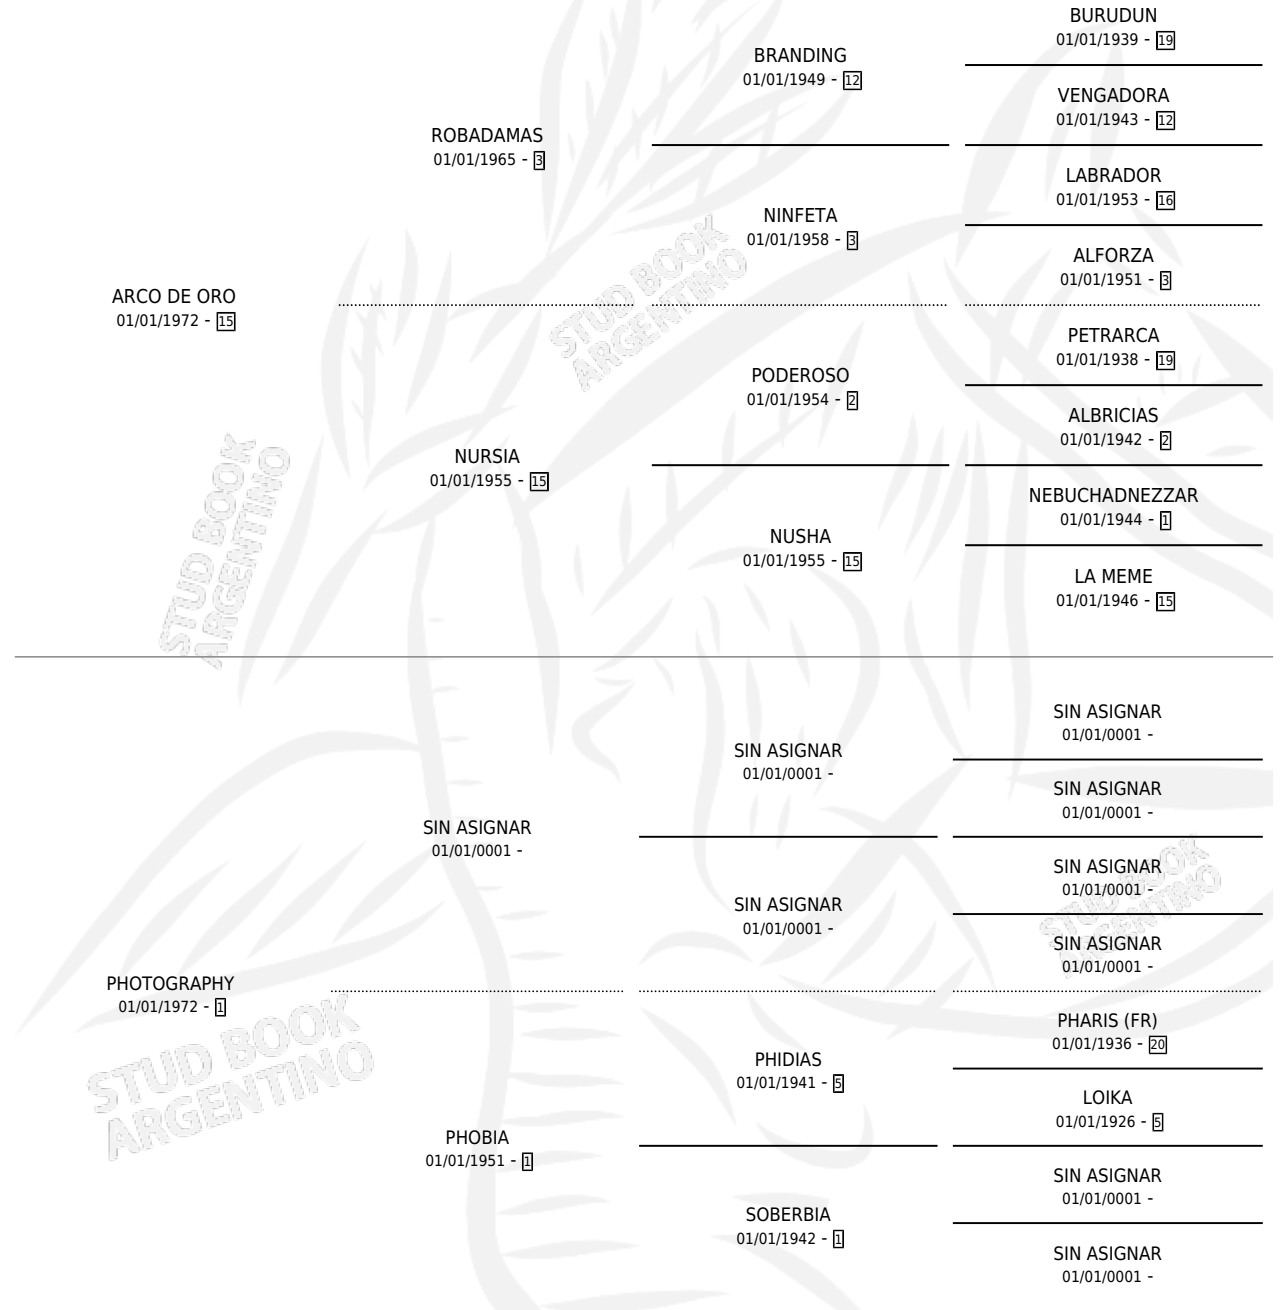 BURUDUN
01/01/1939 - 19
BRANDING
01/01/1949 - 12
VENGADORA
01/01/1943 - 12
ROBADAMAS
01/01/1965 - 3
LABRADOR
01/01/1953 - 16
NINFETA
01/01/1958 - 3
ALFORZA
01/01/1951 - 3
ARCO DE ORO
01/01/1972 - 15
PETRARCA
01/01/1938 - 19
PODEROSO
01/01/1954 - 2
ALBRICIAS
01/01/1942 - 2
NURSIA
01/01/1955 - 15
NEBUCHADNEZZAR
01/01/1944 - 1
NUSHA
01/01/1955 - 15
LA MEME
01/01/1946 - 15
SIN ASIGNAR
01/01/0001 -
SIN ASIGNAR
01/01/0001 -
SIN ASIGNAR
01/01/0001 -
SIN ASIGNAR
01/01/0001 -
SIN ASIGNAR
01/01/0001 -
SIN ASIGNAR
01/01/0001 -
SIN ASIGNAR
01/01/0001 -
PHOTOGRAPHY
01/01/1972 - 1
PHARIS (FR)
01/01/1936 - 20
PHIDIAS
01/01/1941 - 5
LOIKA
01/01/1926 - 5
PHOBIA
01/01/1951 - 1
SIN ASIGNAR
01/01/0001 -
SOBERBIA
01/01/1942 - 1
SIN ASIGNAR
01/01/0001 -
STUD BOOK
ARGENTINO
STUD BOOK
ARGENTINO
STUD BOOK
ARGENTINO
STUD BOOK
ARGENTINO